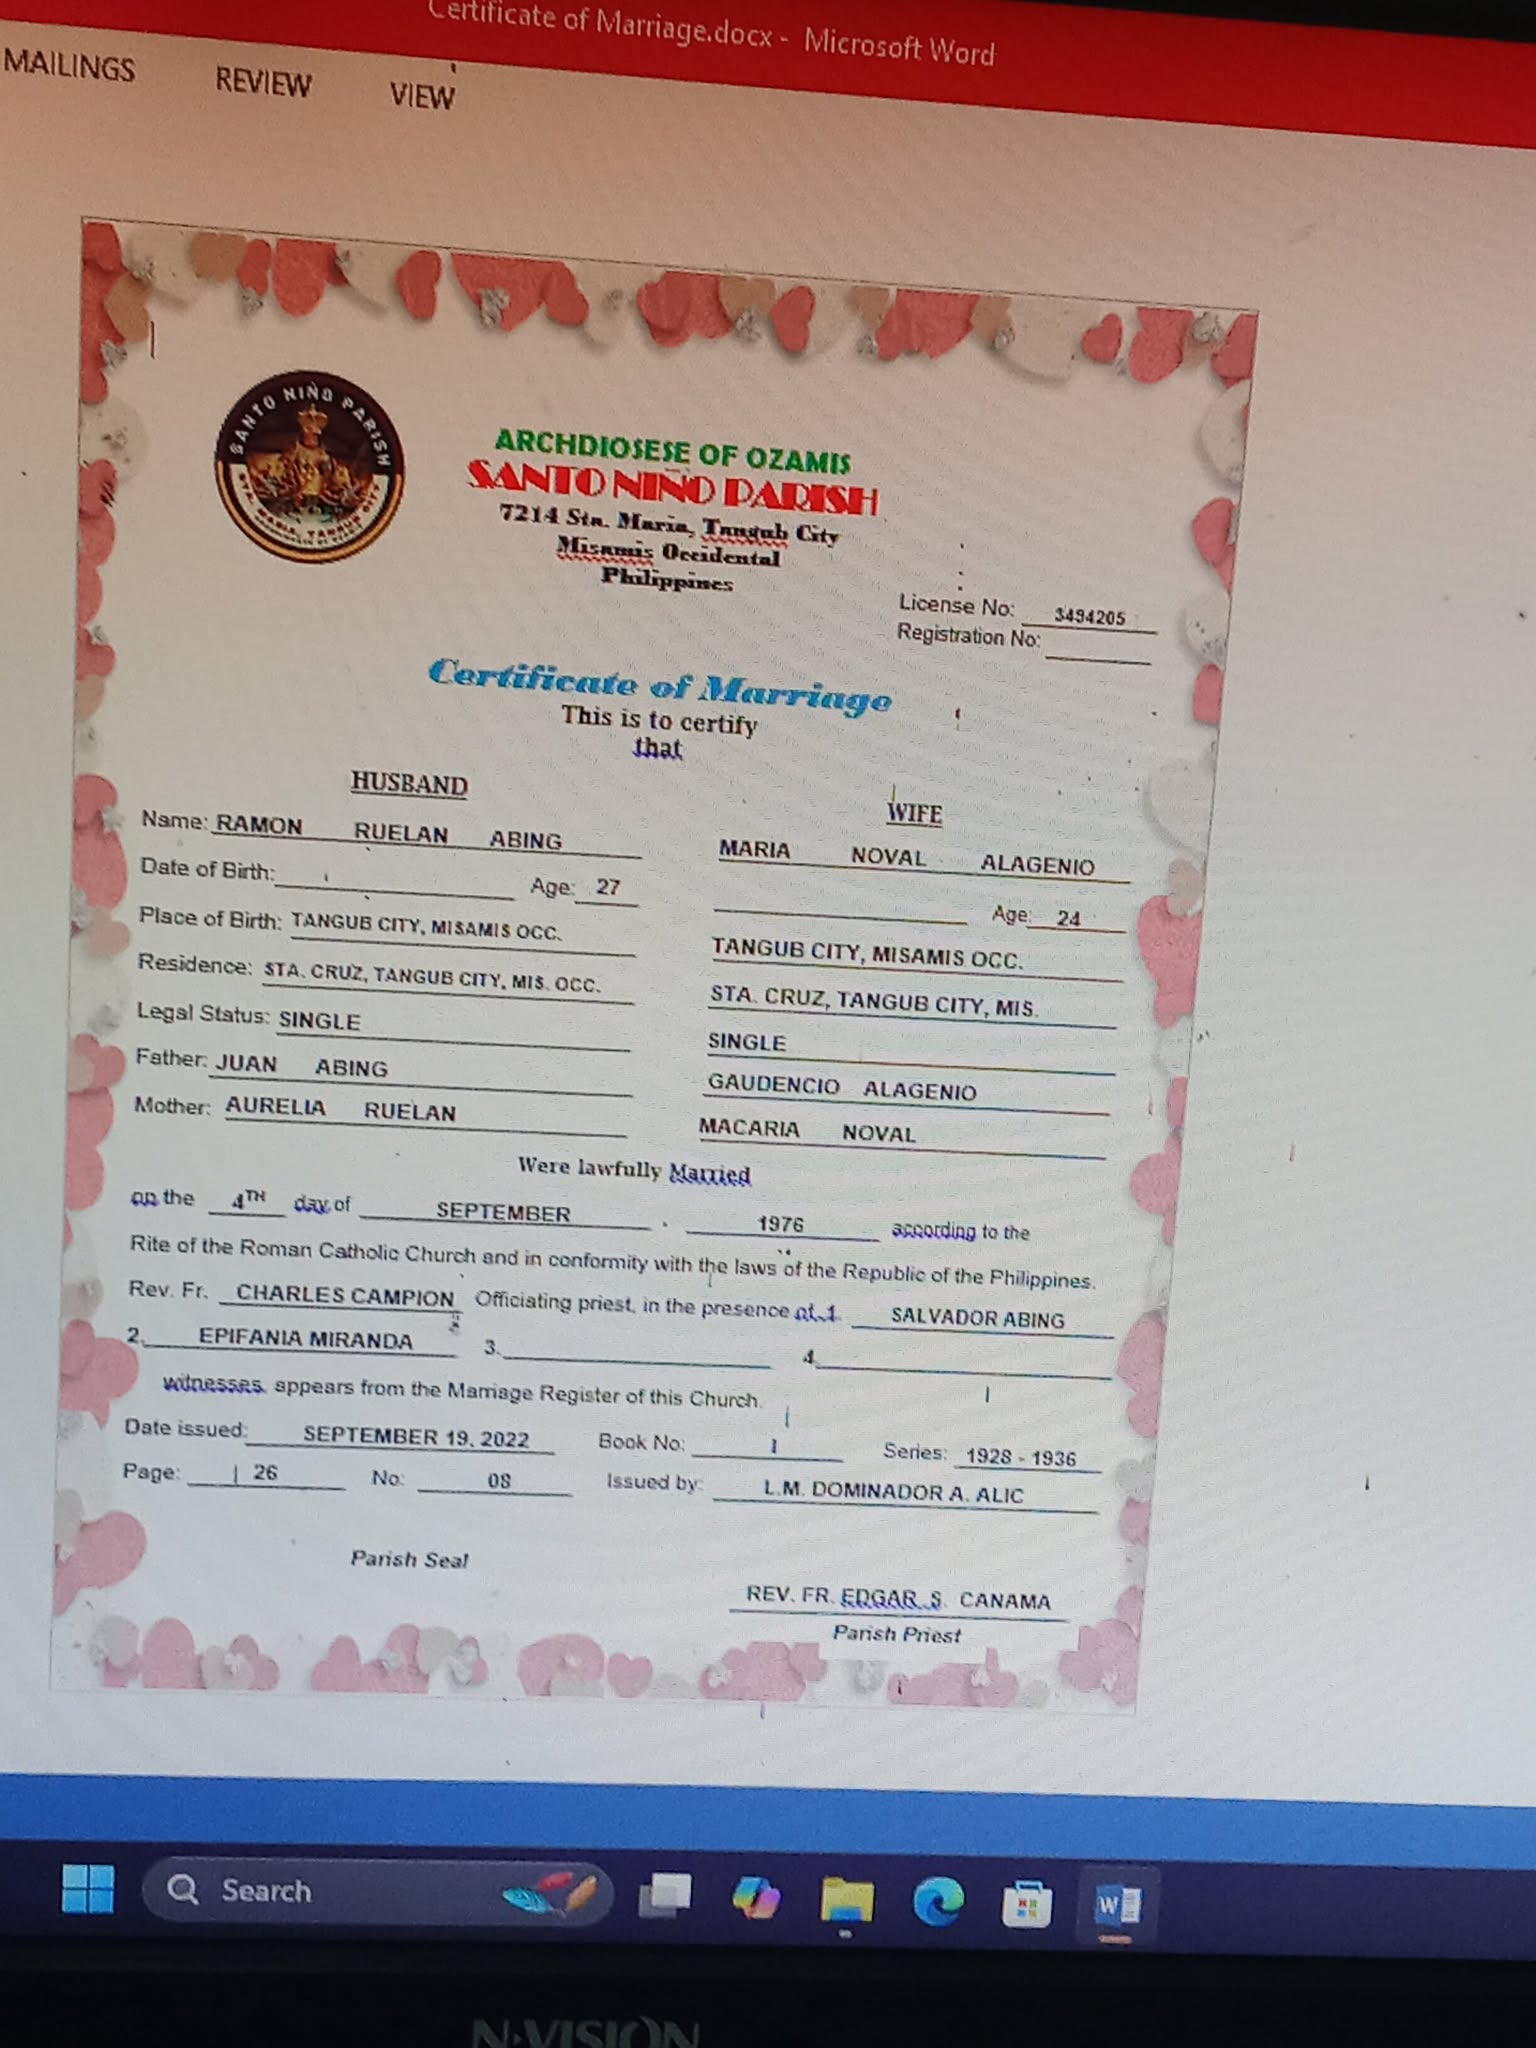 Certificate of Marriage.docx - Microsoft Word
MAILINGS REVIEW VIEW
SANTO NIÑO PARISH
STA. MARIA, TANGUB CITY
ARCHDIOSESE OF OZAMIS
SANTO NIÑO PARISH
7214 Sta. Maria, Tangub City
Misamis Occidental
Philippines
License No: 3494205
Registration No:
Certificate of Marriage
This is to certify
that
HUSBAND WIFE
Name: RAMON RUELAN ABING MARIA NOVAL ALAGENIO
Date of Birth: Age: 27 Age: 24
Place of Birth: TANGUB CITY, MISAMIS OCC. TANGUB CITY, MISAMIS OCC.
Residence: STA. CRUZ, TANGUB CITY, MIS. OCC. STA. CRUZ, TANGUB CITY, MIS.
Legal Status: SINGLE SINGLE
Father: JUAN ABING GAUDENCIO ALAGENIO
Mother: AURELIA RUELAN MACARIA NOVAL
Were lawfully Married
on the 4TH day of SEPTEMBER . 1976 according to the
Rite of the Roman Catholic Church and in conformity with the laws of the Republic of the Philippines.
Rev. Fr. CHARLES CAMPION Officiating priest, in the presence of 1. SALVADOR ABING
2. EPIFANIA MIRANDA 3. 4.
witnesses, appears from the Marriage Register of this Church.
Date issued: SEPTEMBER 19, 2022 Book No: 1 Series: 1928 - 1936
Page: 26 No: 08 Issued by: L.M. DOMINADOR A. ALIC
Parish Seal
REV. FR. EDGAR S. CANAMA
Parish Priest
Search
N-VISION